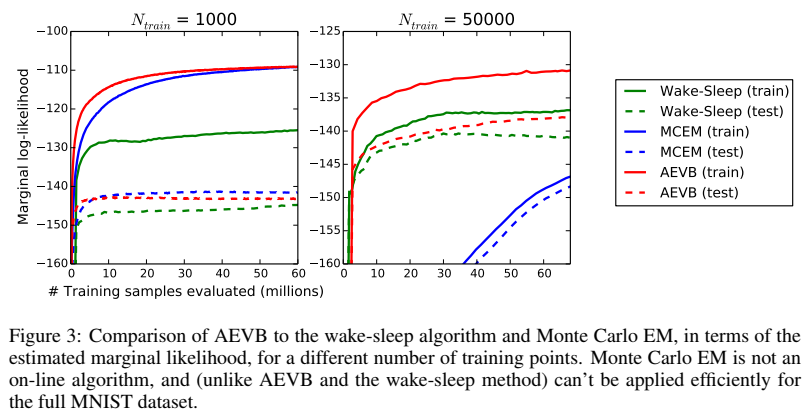 N_train = 1000
N_train = 50000
Marginal log-likelihood
−100
−110
−120
−130
−140
−150
−160
0 10 20 30 40 50 60
−125
−130
−135
−140
−145
−150
−155
−160
0 10 20 30 40 50 60
# Training samples evaluated (millions)
Wake-Sleep (train)
Wake-Sleep (test)
MCEM (train)
MCEM (test)
AEVB (train)
AEVB (test)
Figure 3: Comparison of AEVB to the wake-sleep algorithm and Monte Carlo EM, in terms of the
estimated marginal likelihood, for a different number of training points. Monte Carlo EM is not an
on-line algorithm, and (unlike AEVB and the wake-sleep method) can't be applied efficiently for
the full MNIST dataset.